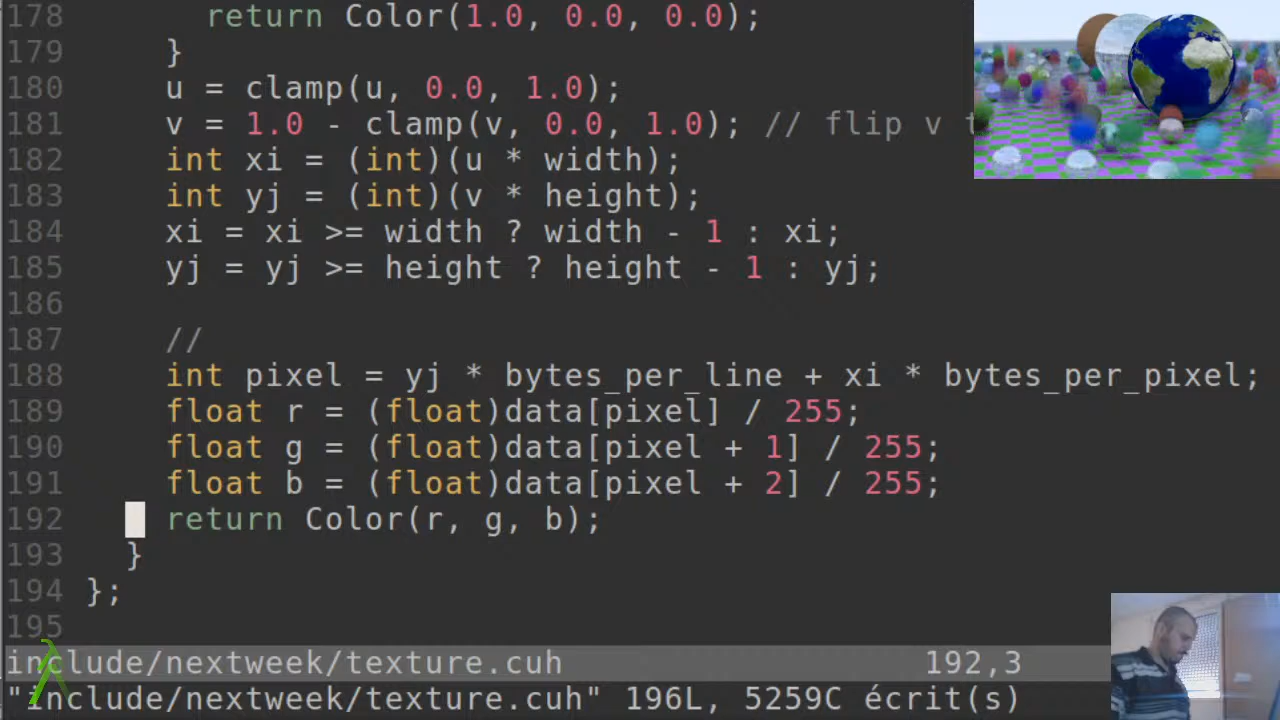 178 return Color(1.0, 0.0, 0.0);
179 }
180 u = clamp(u, 0.0, 1.0);
181 v = 1.0 - clamp(v, 0.0, 1.0); // flip v
182 int xi = (int)(u * width);
183 int yj = (int)(v * height);
184 xi = xi >= width ? width - 1 : xi;
185 yj = yj >= height ? height - 1 : yj;
186
187 //
188 int pixel = yj * bytes_per_line + xi * bytes_per_pixel;
189 float r = (float)data[pixel] / 255;
190 float g = (float)data[pixel + 1] / 255;
191 float b = (float)data[pixel + 2] / 255;
192 return Color(r, g, b);
193 }
194 };
195
include/nextweek/texture.cuh 192,3
"include/nextweek/texture.cuh" 196L, 5259C écrit(s)